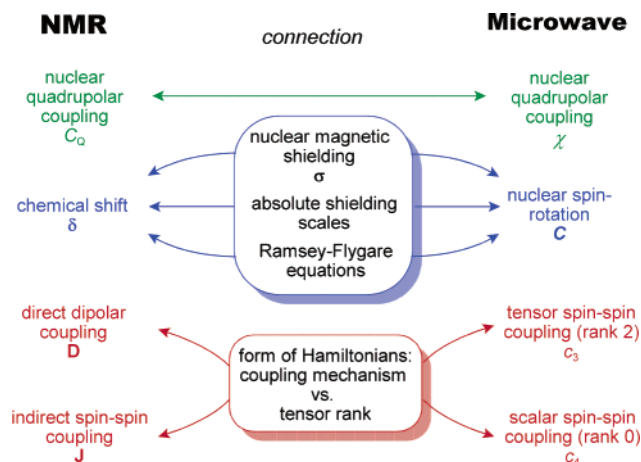 NMR
connection
Microwave
nuclear
quadrupolar
coupling
C_Q
nuclear
quadrupolar
coupling
χ
nuclear magnetic
shielding
σ
absolute shielding
scales
Ramsey-Flygare
equations
chemical shift
δ
nuclear spin-
rotation
C
direct dipolar
coupling
D
tensor spin-spin
coupling (rank 2)
c₃
form of Hamiltonians:
coupling mechanism
vs.
tensor rank
indirect spin-spin
coupling
J
scalar spin-spin
coupling (rank 0)
c₄